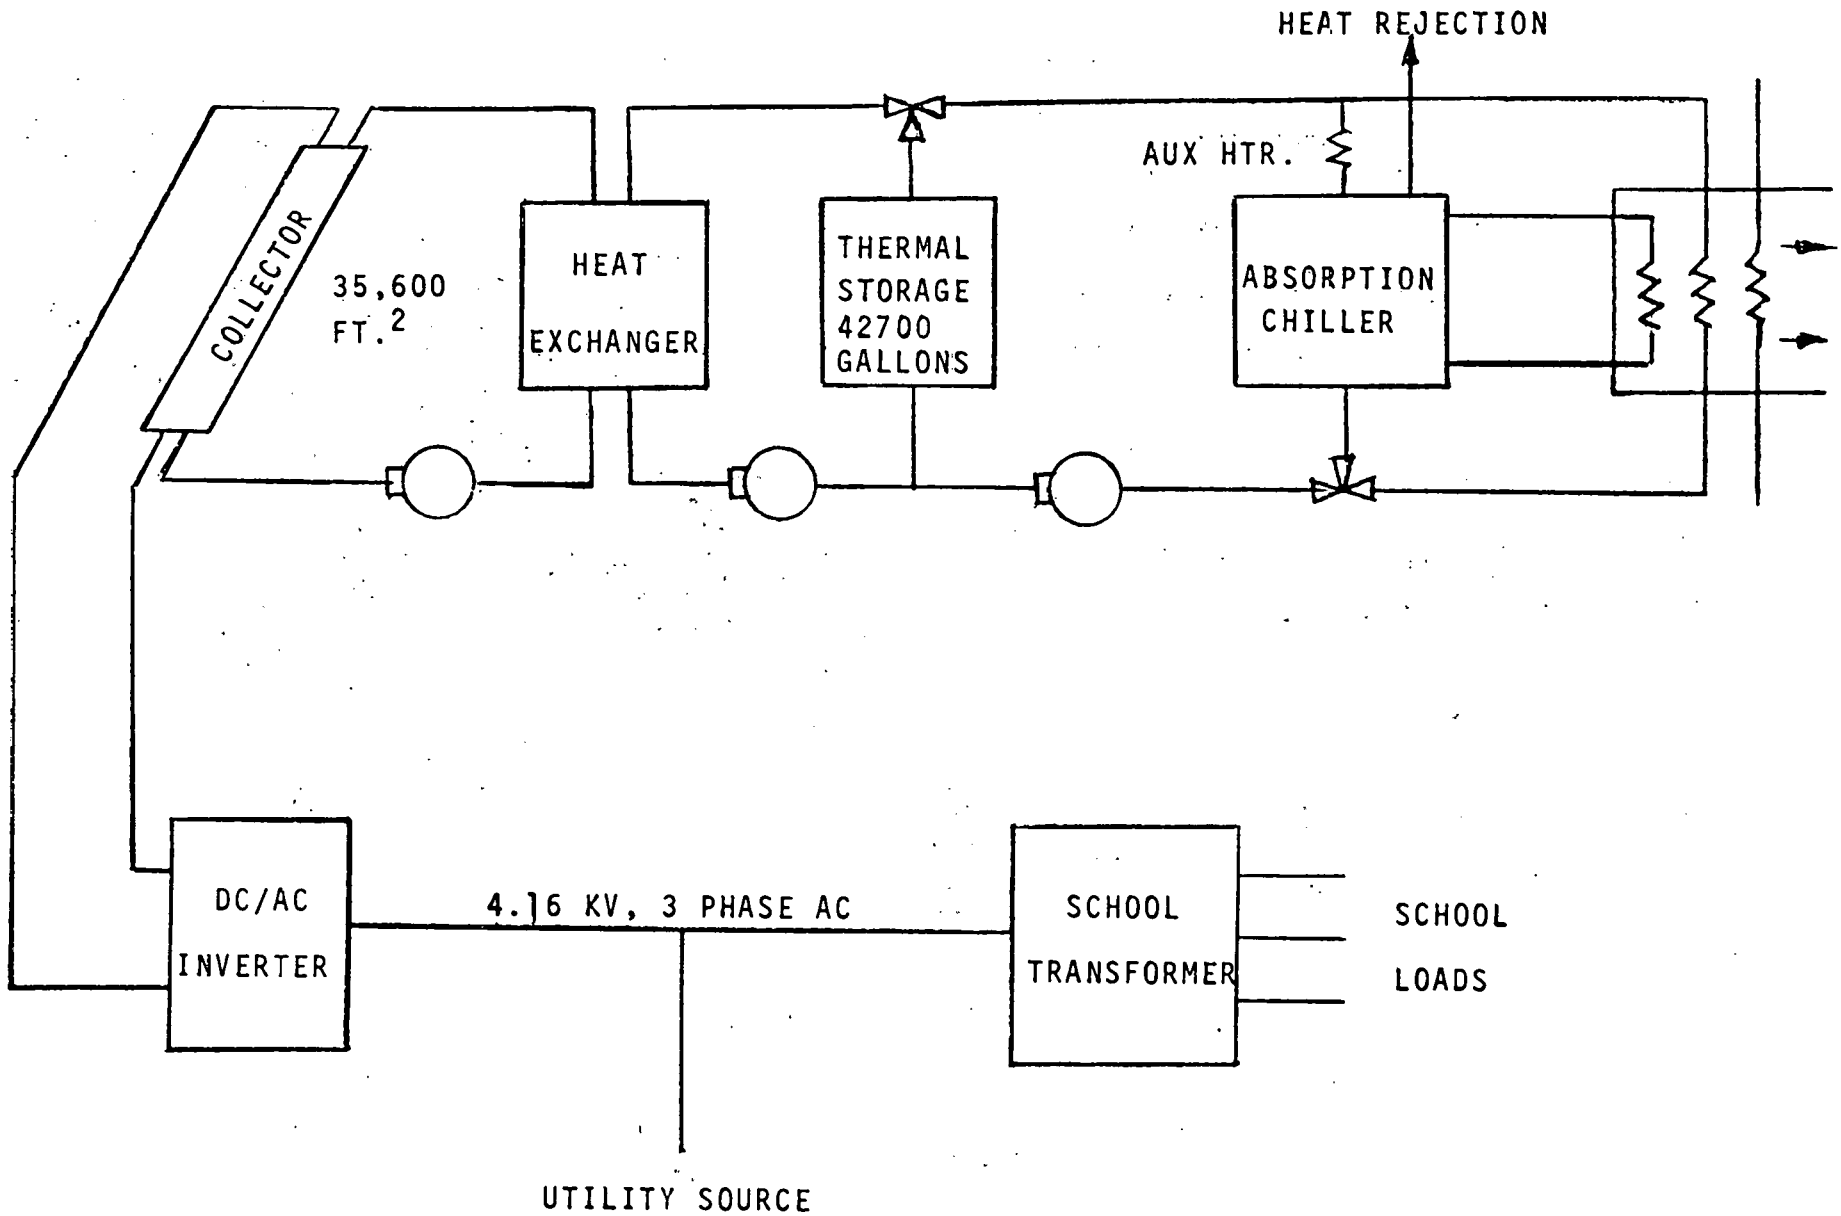 HEAT REJECTION
AUX HTR.
COLLECTOR
35,600
FT.²
HEAT
EXCHANGER
THERMAL
STORAGE
42700
GALLONS
ABSORPTION
CHILLER
DC/AC
INVERTER
4.16 KV, 3 PHASE AC
SCHOOL
TRANSFORMER
SCHOOL
LOADS
UTILITY SOURCE